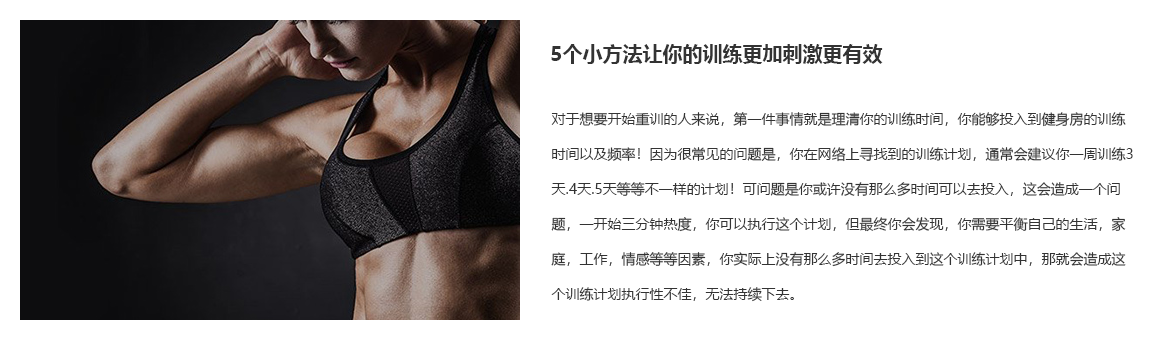 5个小方法让你的训练更加刺激更有效
对于想要开始重训的人来说，第一件事情就是理清你的训练时间，你能够投入到健身房的训练
时间以及频率！因为很常见的问题是，你在网络上寻找到的训练计划，通常会建议你一周训练3
天.4天.5天等等不一样的计划！可问题是你或许没有那么多时间可以去投入，这会造成一个问
题，一开始三分钟热度，你可以执行这个计划，但最终你会发现，你需要平衡自己的生活，家
庭，工作，情感等等因素，你实际上没有那么多时间去投入到这个训练计划中，那就会造成这
个训练计划执行性不佳，无法持续下去。